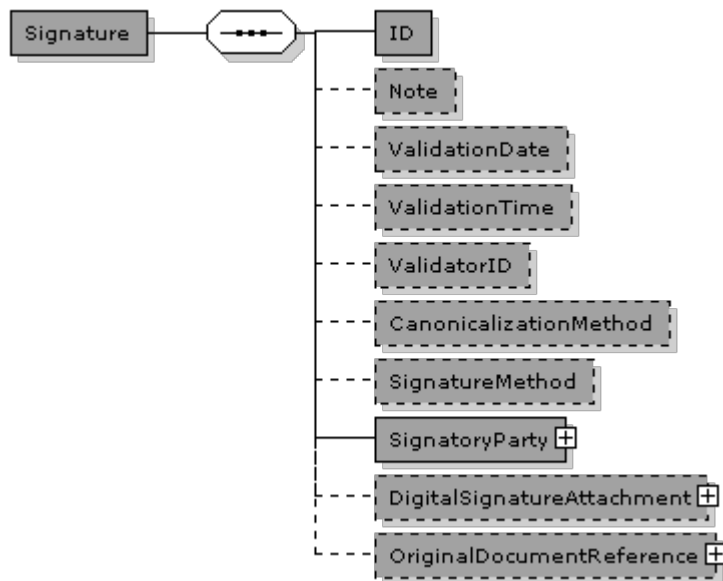 Signature
ID
Note
ValidationDate
ValidationTime
ValidatorID
CanonicalizationMethod
SignatureMethod
SignatoryParty
DigitalSignatureAttachment
OriginalDocumentReference